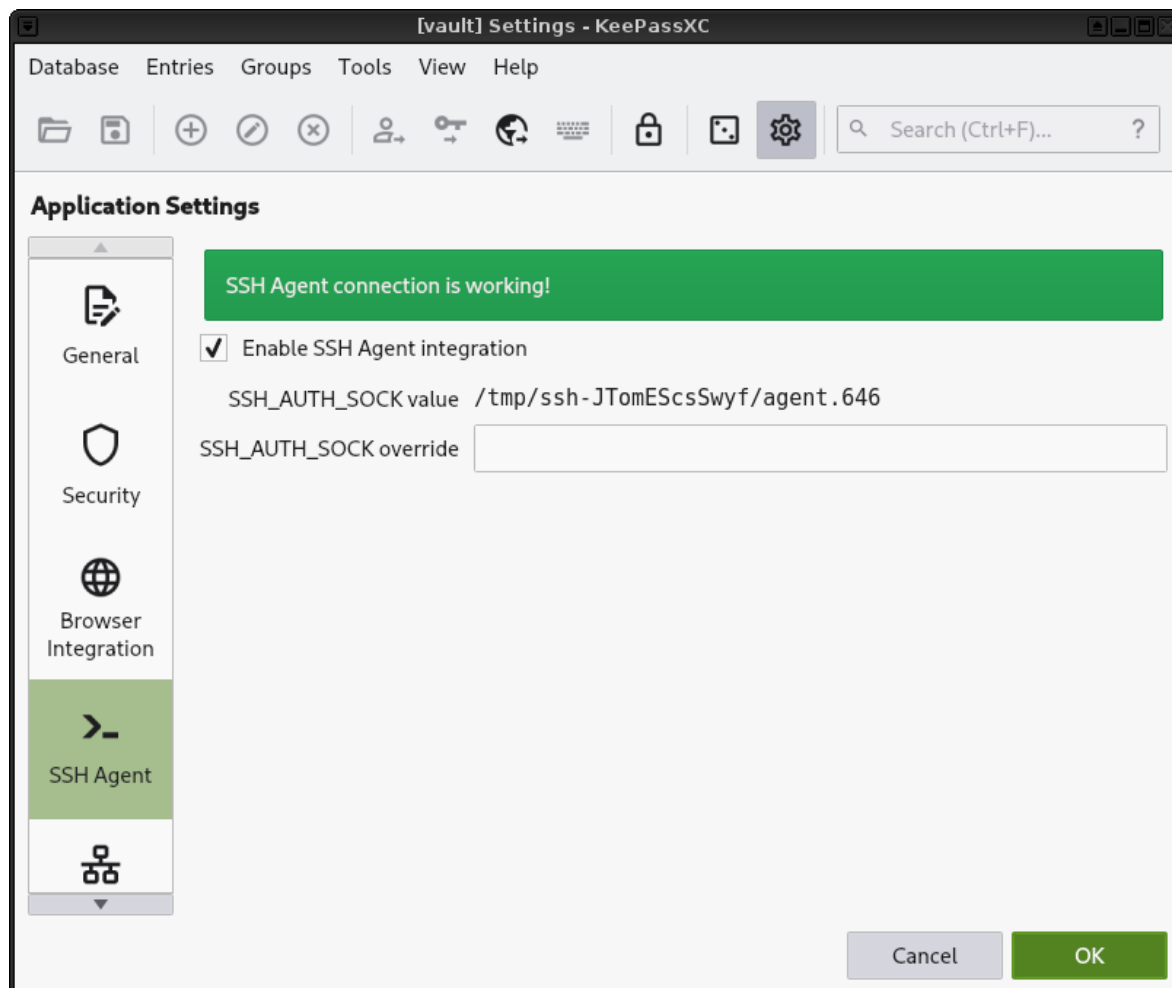 [vault] Settings - KeePassXC
Database Entries Groups Tools View Help
Search (Ctrl+F)... ?
Application Settings
General
Security
Browser
Integration
SSH Agent
SSH Agent connection is working!
Enable SSH Agent integration
SSH_AUTH_SOCK value /tmp/ssh-JTomEScsSwyf/agent.646
SSH_AUTH_SOCK override
Cancel OK